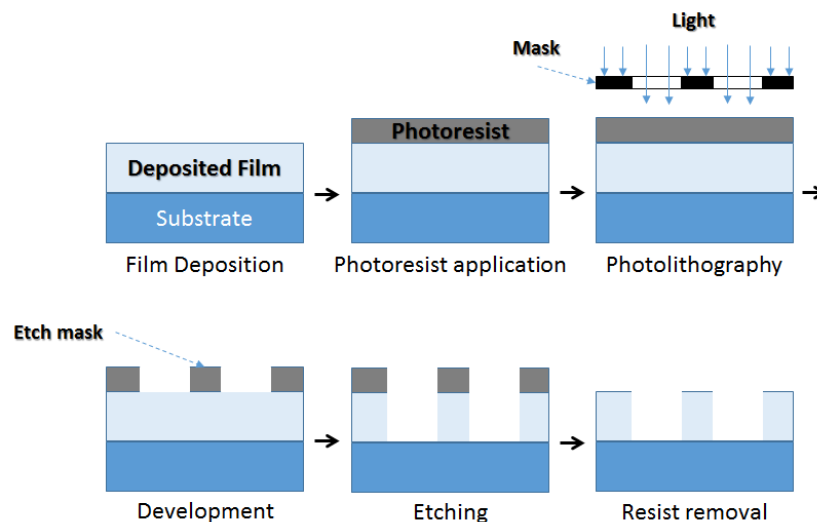 Light
Mask
Photoresist
Deposited Film
Substrate
Film Deposition
Photoresist application
Photolithography
Etch mask
Development
Etching
Resist removal